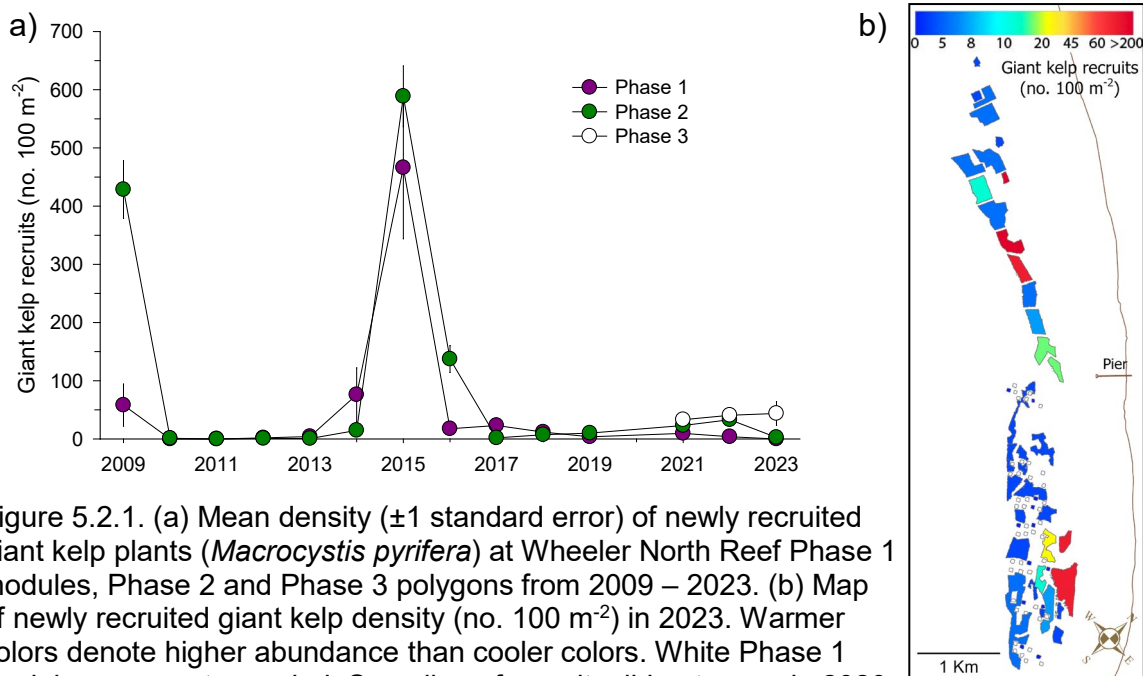 a)
700
600
500
400
300
200
100
0
Giant kelp recruits (no. 100 m-2)
Phase 1
Phase 2
Phase 3
2009 2011 2013 2015 2017 2019 2021 2023
b)
0 5 8 10 20 45 60 >200
Giant kelp recruits
(no. 100 m-2)
Pier
N
W
S
E
1 Km
igure 5.2.1. (a) Mean density (±1 standard error) of newly recruited
iant kelp plants (Macrocystis pyrifera) at Wheeler North Reef Phase 1
nodules, Phase 2 and Phase 3 polygons from 2009 – 2023. (b) Map
f newly recruited giant kelp density (no. 100 m-2) in 2023. Warmer
olors denote higher abundance than cooler colors. White Phase 1